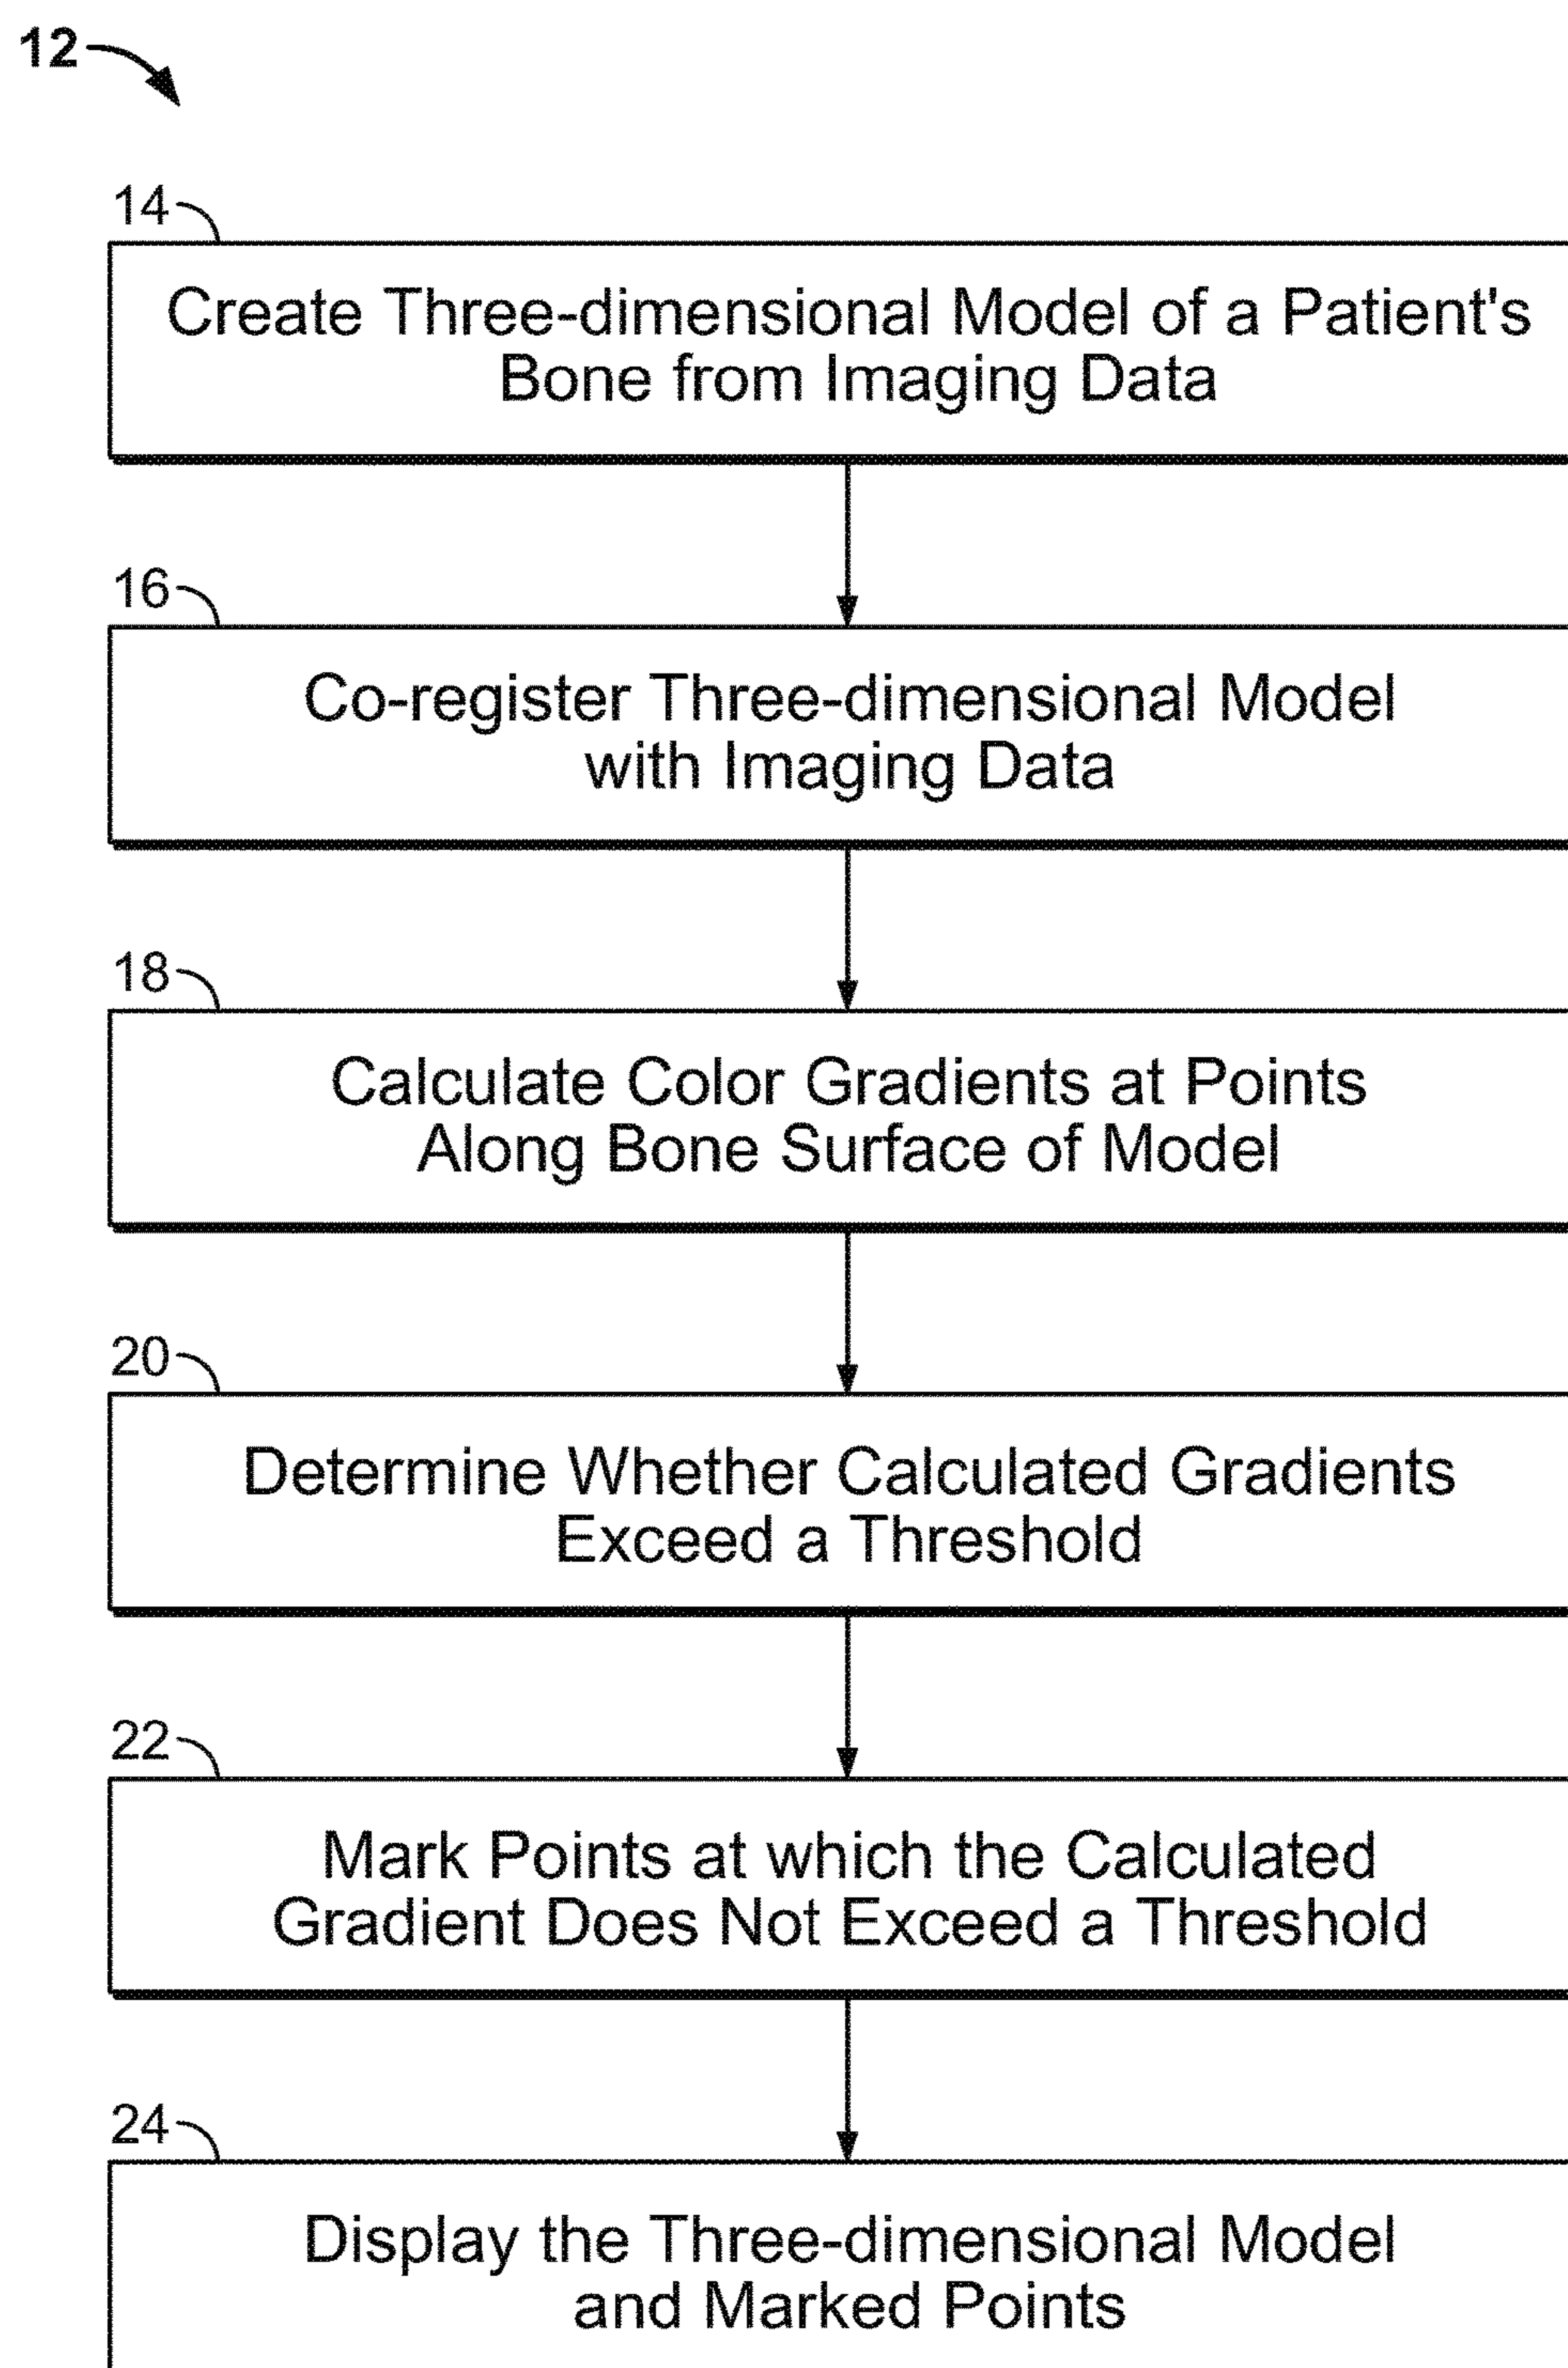 12
14
Create Three-dimensional Model of a Patient's
Bone from Imaging Data
16
Co-register Three-dimensional Model
with Imaging Data
18
Calculate Color Gradients at Points
Along Bone Surface of Model
20
Determine Whether Calculated Gradients
Exceed a Threshold
22
Mark Points at which the Calculated
Gradient Does Not Exceed a Threshold
24
Display the Three-dimensional Model
and Marked Points